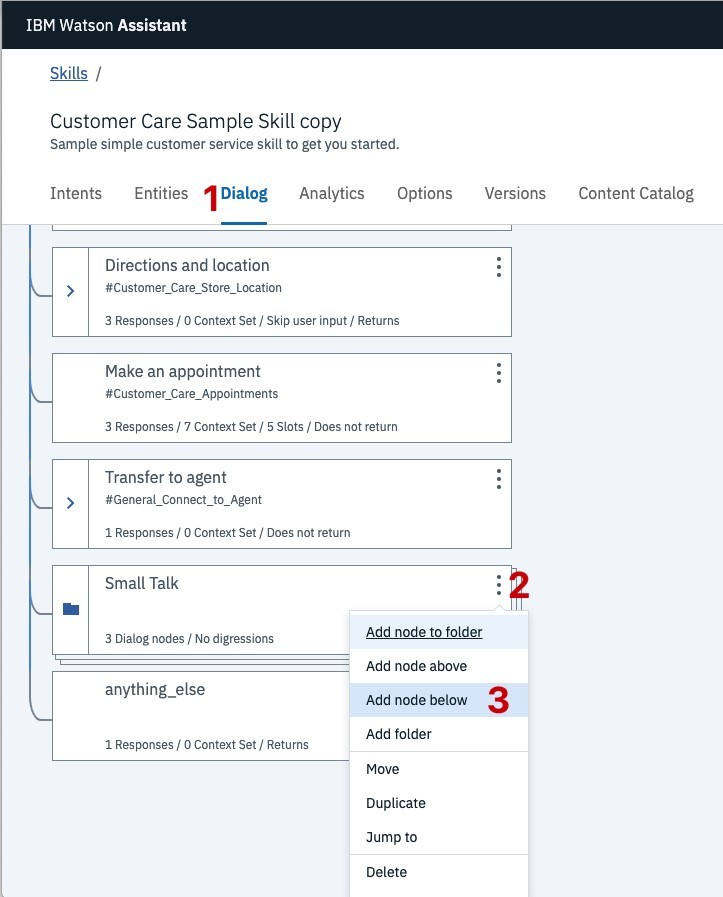 IBM Watson Assistant
Skills /
Customer Care Sample Skill copy
Sample simple customer service skill to get you started.
Intents Entities 1 Dialog Analytics Options Versions Content Catalog
Directions and location
#Customer_Care_Store_Location
3 Responses / 0 Context Set / Skip user input / Returns
Make an appointment
#Customer_Care_Appointments
3 Responses / 7 Context Set / 5 Slots / Does not return
Transfer to agent
#General_Connect_to_Agent
1 Responses / 0 Context Set / Does not return
Small Talk 2
3 Dialog nodes / No digressions
anything_else
1 Responses / 0 Context Set / Returns
Add node to folder
Add node above
Add node below 3
Add folder
Move
Duplicate
Jump to
Delete